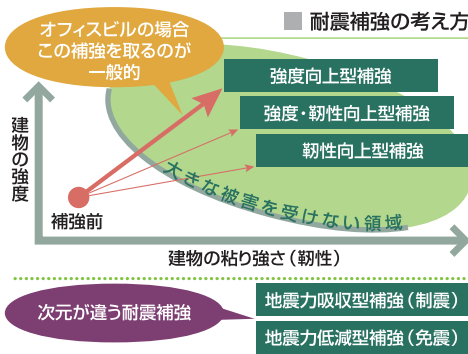 耐震補強の考え方
オフィスビルの場合
この補強を取るのが
一般的
強度向上型補強
強度・靭性向上型補強
靭性向上型補強
建物の強度
大きな被害を受けない領域
補強前
建物の粘り強さ（靭性）
次元が違う耐震補強
地震力吸収型補強（制震）
地震力低減型補強（免震）